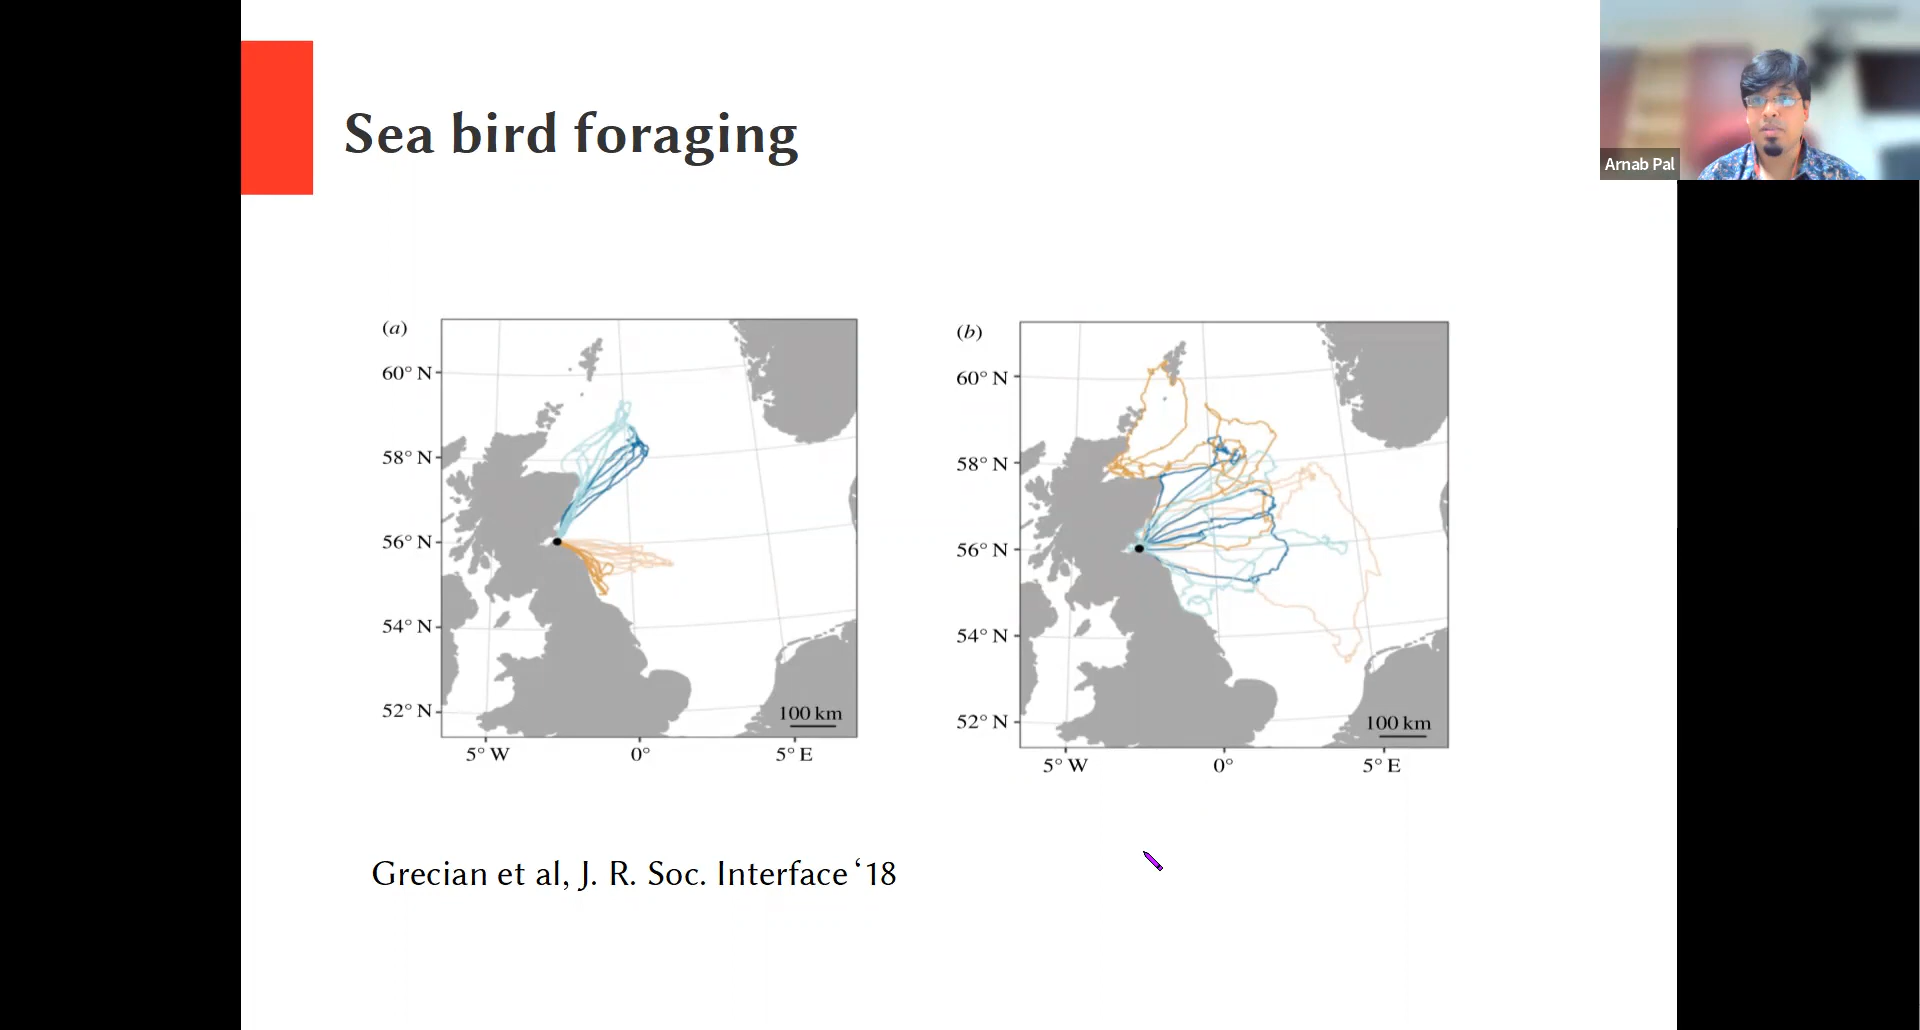 Sea bird foraging
Arnab Pal
(a)
60° N
58° N
56° N
54° N
52° N
5° W
0°
5° E
100 km
(b)
60° N
58° N
56° N
54° N
52° N
5° W
0°
5° E
100 km
Grecian et al, J. R. Soc. Interface ‘18